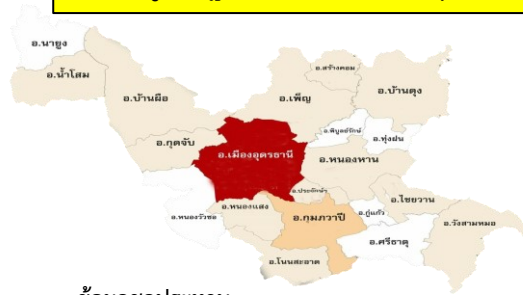 อ.นายูง
อ.น้ำโสม
อ.บ้านผือ
อ.สร้างคอม
อ.เพ็ญ
อ.บ้านดุง
อ.กุดจับ
อ.เมืองอุดรธานี
อ.พิบูลย์รักษ์
อ.ทุ่งฝน
อ.หนองหาน
อ.ประจักษ์ฯ
อ.ไชยวาน
อ.หนองวัวซอ
อ.หนองแสง
อ.กุมภวาปี
อ.กู่แก้ว
อ.วังสามหมอ
อ.ศรีธาตุ
อ.โนนสะอาด